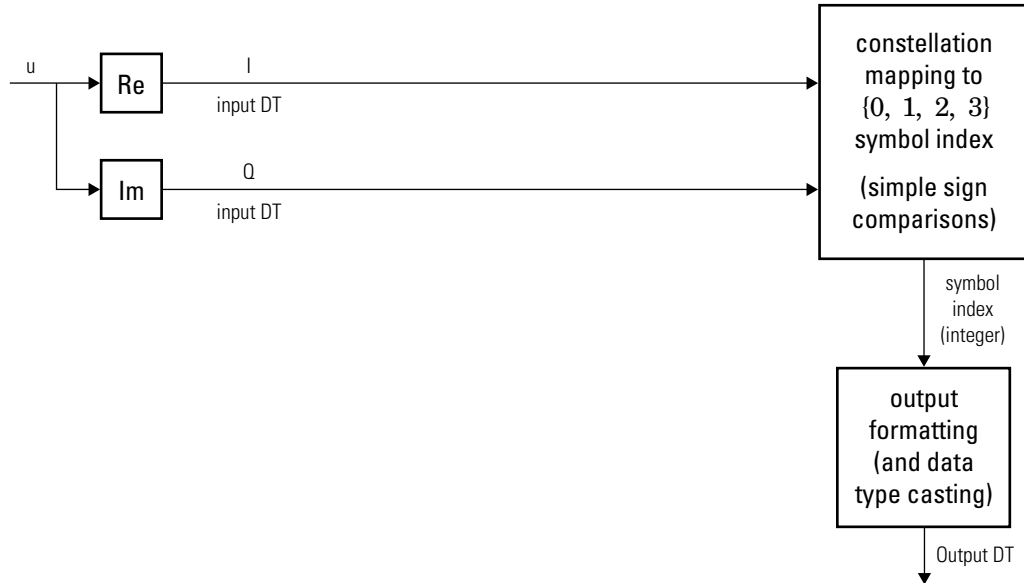 u
Re
I
input DT
Im
Q
input DT
constellation
mapping to
{0, 1, 2, 3}
symbol index
(simple sign
comparisons)
symbol
index
(integer)
output
formatting
(and data
type casting)
Output DT